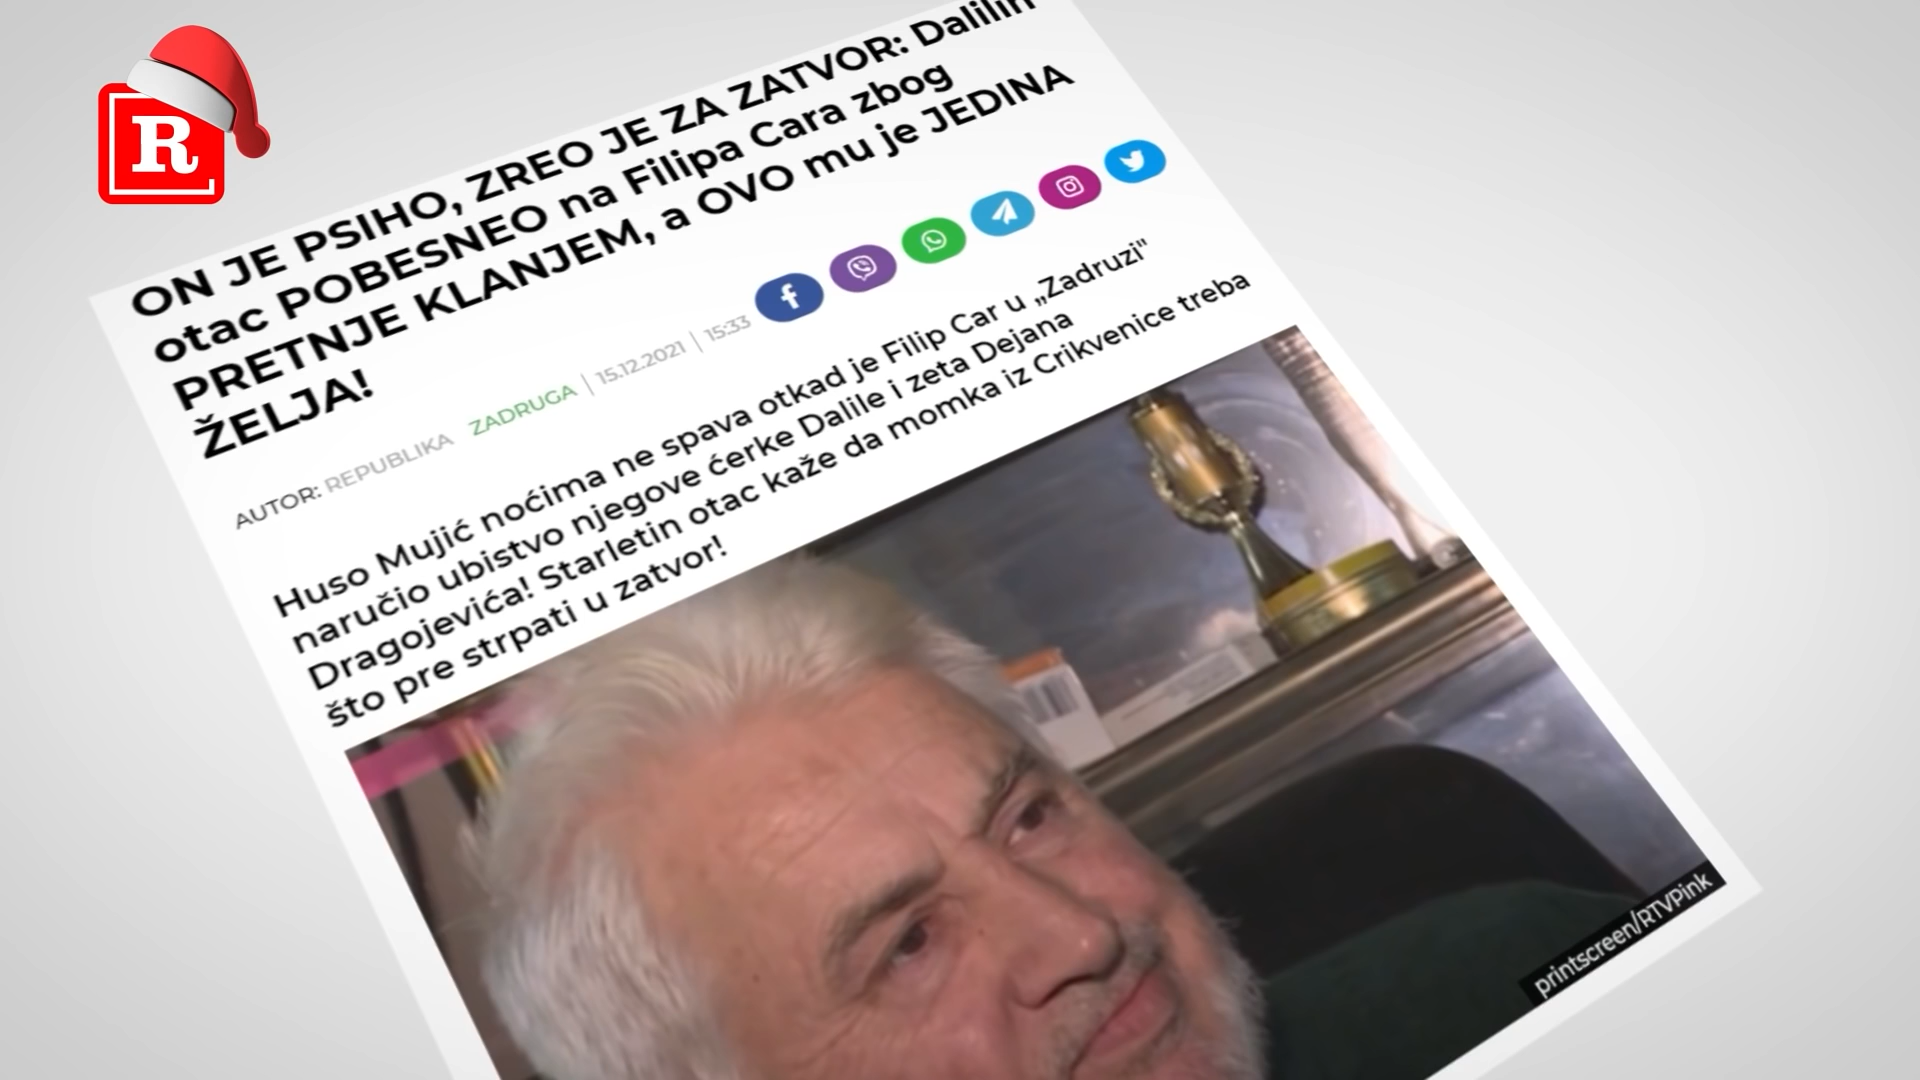 R
ON JE PSIHO, ZREO JE ZA ZATVOR: Dalilin
otac POBESNEO na Filipa Cara zbog
PRETNJE KLANJEM, a OVO mu je JEDINA
ŽELJA!
AUTOR: REPUBLIKA ZADRUGA | 15.12.2021 | 15:33
Huso Mujić noćima ne spava otkad je Filip Car u „Zadruzi"
naručio ubistvo njegove ćerke Dalile i zeta Dejana
Dragojevića! Starletin otac kaže da momka iz Crikvenice treba
što pre strpati u zatvor!
printscreen/RTVPink